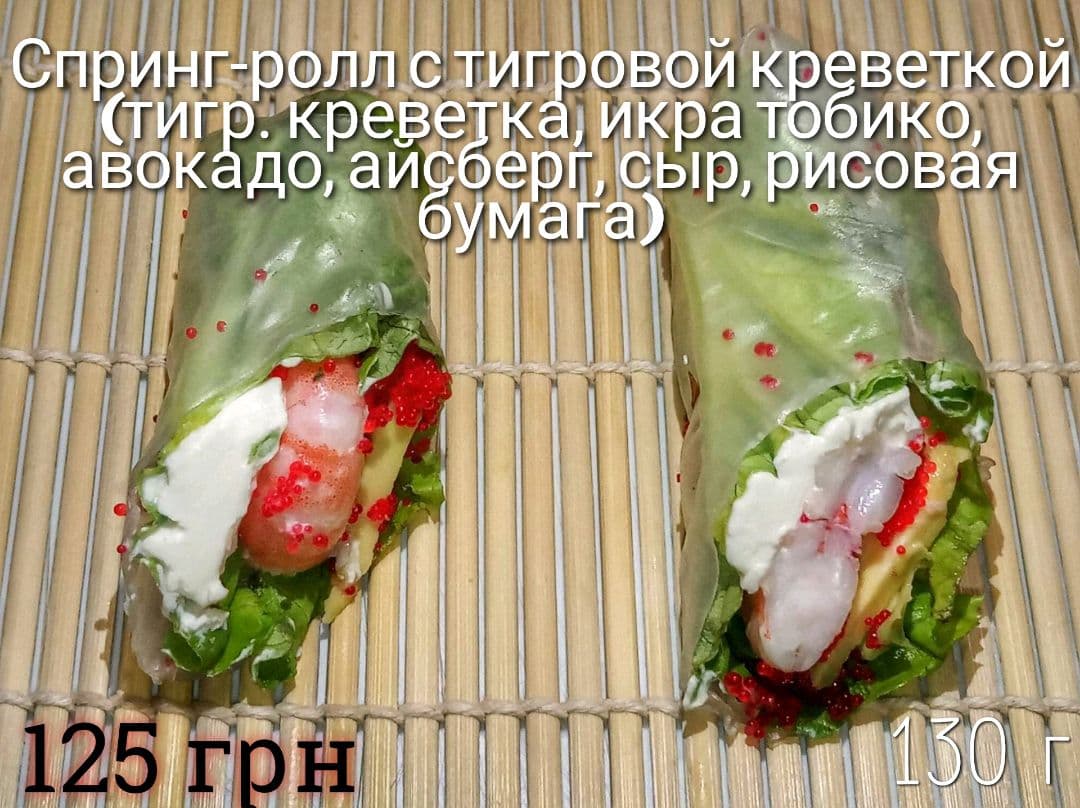 Спринг-ролл с тигровой креветкой
(тигр. креветка, икра тобико,
авокадо, айсберг, сыр, рисовая
бумага)
125 грн
130 г